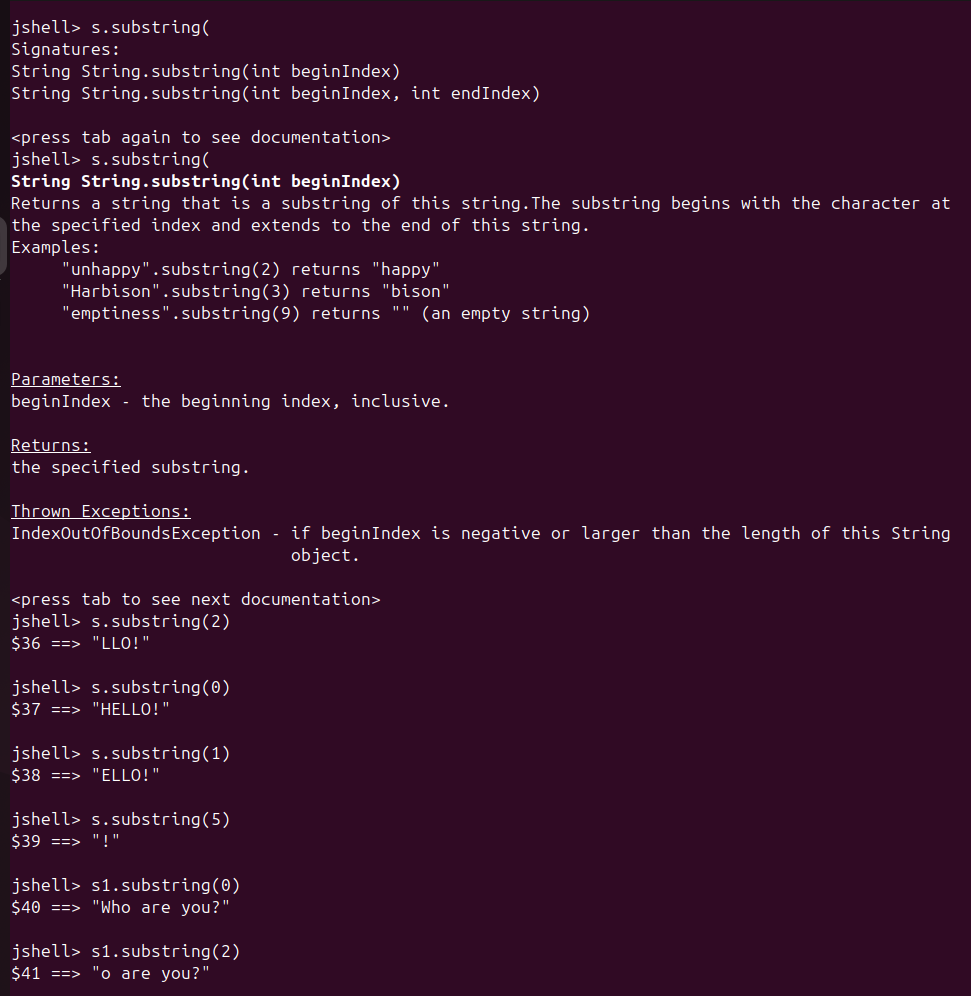 jshell> s.substring(
Signatures:
String String.substring(int beginIndex)
String String.substring(int beginIndex, int endIndex)
<press tab again to see documentation>
jshell> s.substring(
String String.substring(int beginIndex)
Returns a string that is a substring of this string.The substring begins with the character at
the specified index and extends to the end of this string.
Examples:
"unhappy".substring(2) returns "happy"
"Harbison".substring(3) returns "bison"
"emptiness".substring(9) returns "" (an empty string)
Parameters:
beginIndex - the beginning index, inclusive.
Returns:
the specified substring.
Thrown Exceptions:
IndexOutOfBoundsException - if beginIndex is negative or larger than the length of this String
object.
<press tab to see next documentation>
jshell> s.substring(2)
$36 ==> "LLO!"
jshell> s.substring(0)
$37 ==> "HELLO!"
jshell> s.substring(1)
$38 ==> "ELLO!"
jshell> s.substring(5)
$39 ==> "!"
jshell> s1.substring(0)
$40 ==> "Who are you?"
jshell> s1.substring(2)
$41 ==> "o are you?"